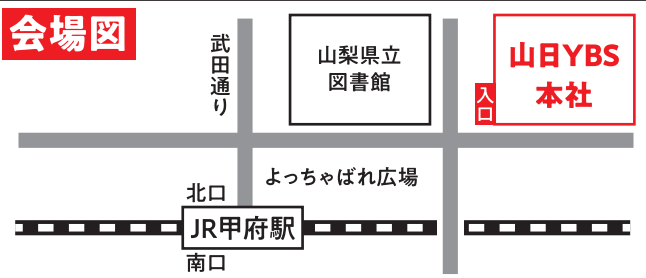 会場図
武田通り
山梨県立
図書館
山日YBS
本社
入口
よっちゃばれ広場
北口
JR甲府駅
南口